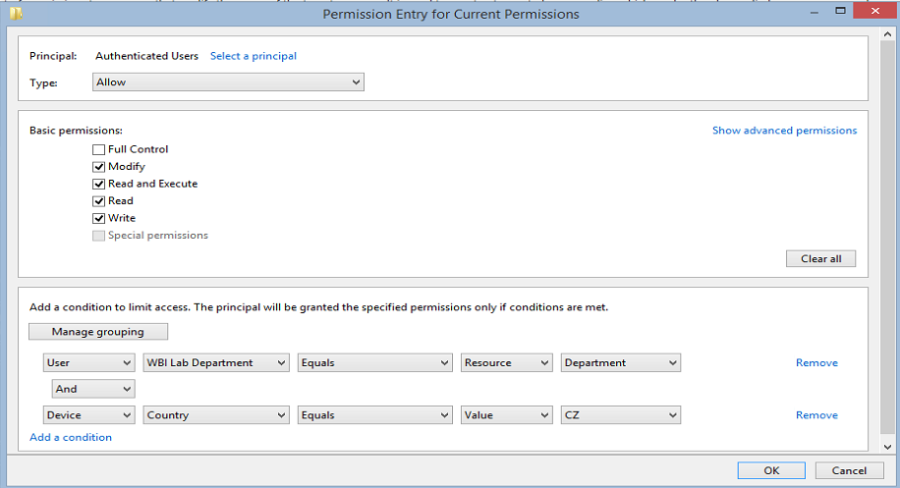 Permission Entry for Current Permissions
Principal: Authenticated Users Select a principal
Type: Allow
Basic permissions: Show advanced permissions
Full Control
Modify
Read and Execute
Read
Write
Special permissions
Clear all
Add a condition to limit access. The principal will be granted the specified permissions only if conditions are met.
Manage grouping
User WBI Lab Department Equals Resource Department Remove
And
Device Country Equals Value CZ Remove
Add a condition
OK Cancel